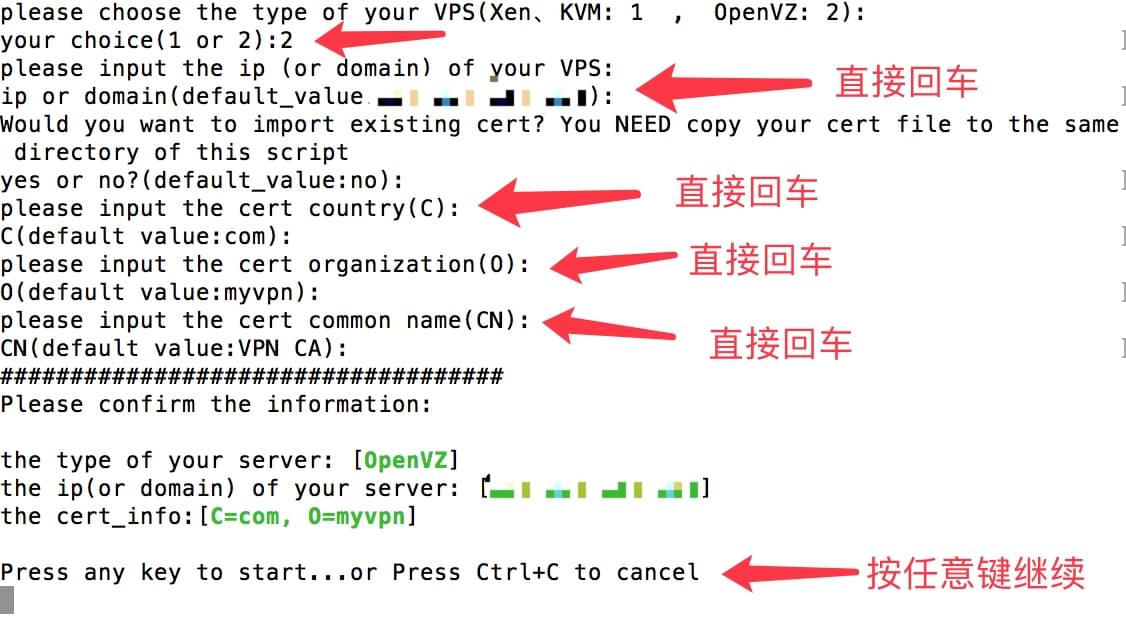 please choose the type of your VPS(Xen、KVM: 1 , OpenVZ: 2):
your choice(1 or 2):2
please input the ip (or domain) of your VPS:
ip or domain(default_value ): 直接回车
Would you want to import existing cert? You NEED copy your cert file to the same
directory of this script
yes or no?(default_value:no):
please input the cert country(C): 直接回车
C(default value:com):
please input the cert organization(O): 直接回车
O(default value:myvpn):
please input the cert common name(CN): 直接回车
CN(default value:VPN CA):
####################################
Please confirm the information:
the type of your server: [OpenVZ]
the ip(or domain) of your server: [ ]
the cert_info:[C=com, O=myvpn]
Press any key to start...or Press Ctrl+C to cancel 按任意键继续